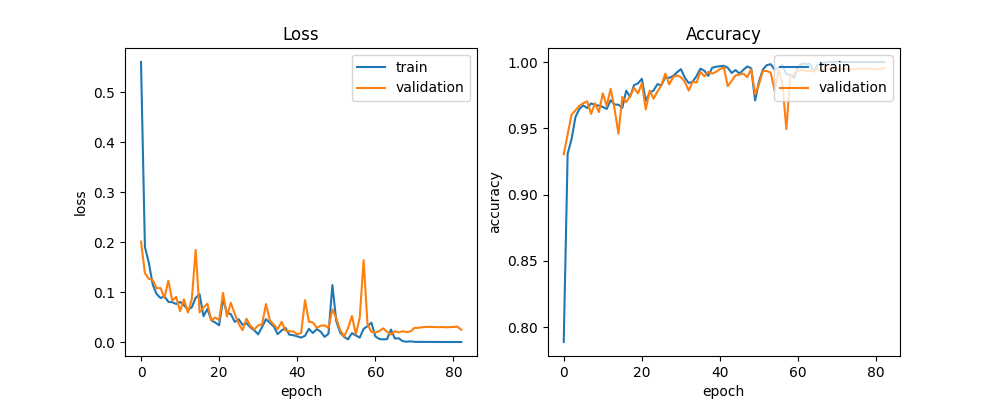 Loss
train
validation
0.5
0.4
0.3
0.2
0.1
0.0
loss
0 20 40 60 80
epoch
Accuracy
train
validation
1.00
0.95
0.90
0.85
0.80
accuracy
0 20 40 60 80
epoch